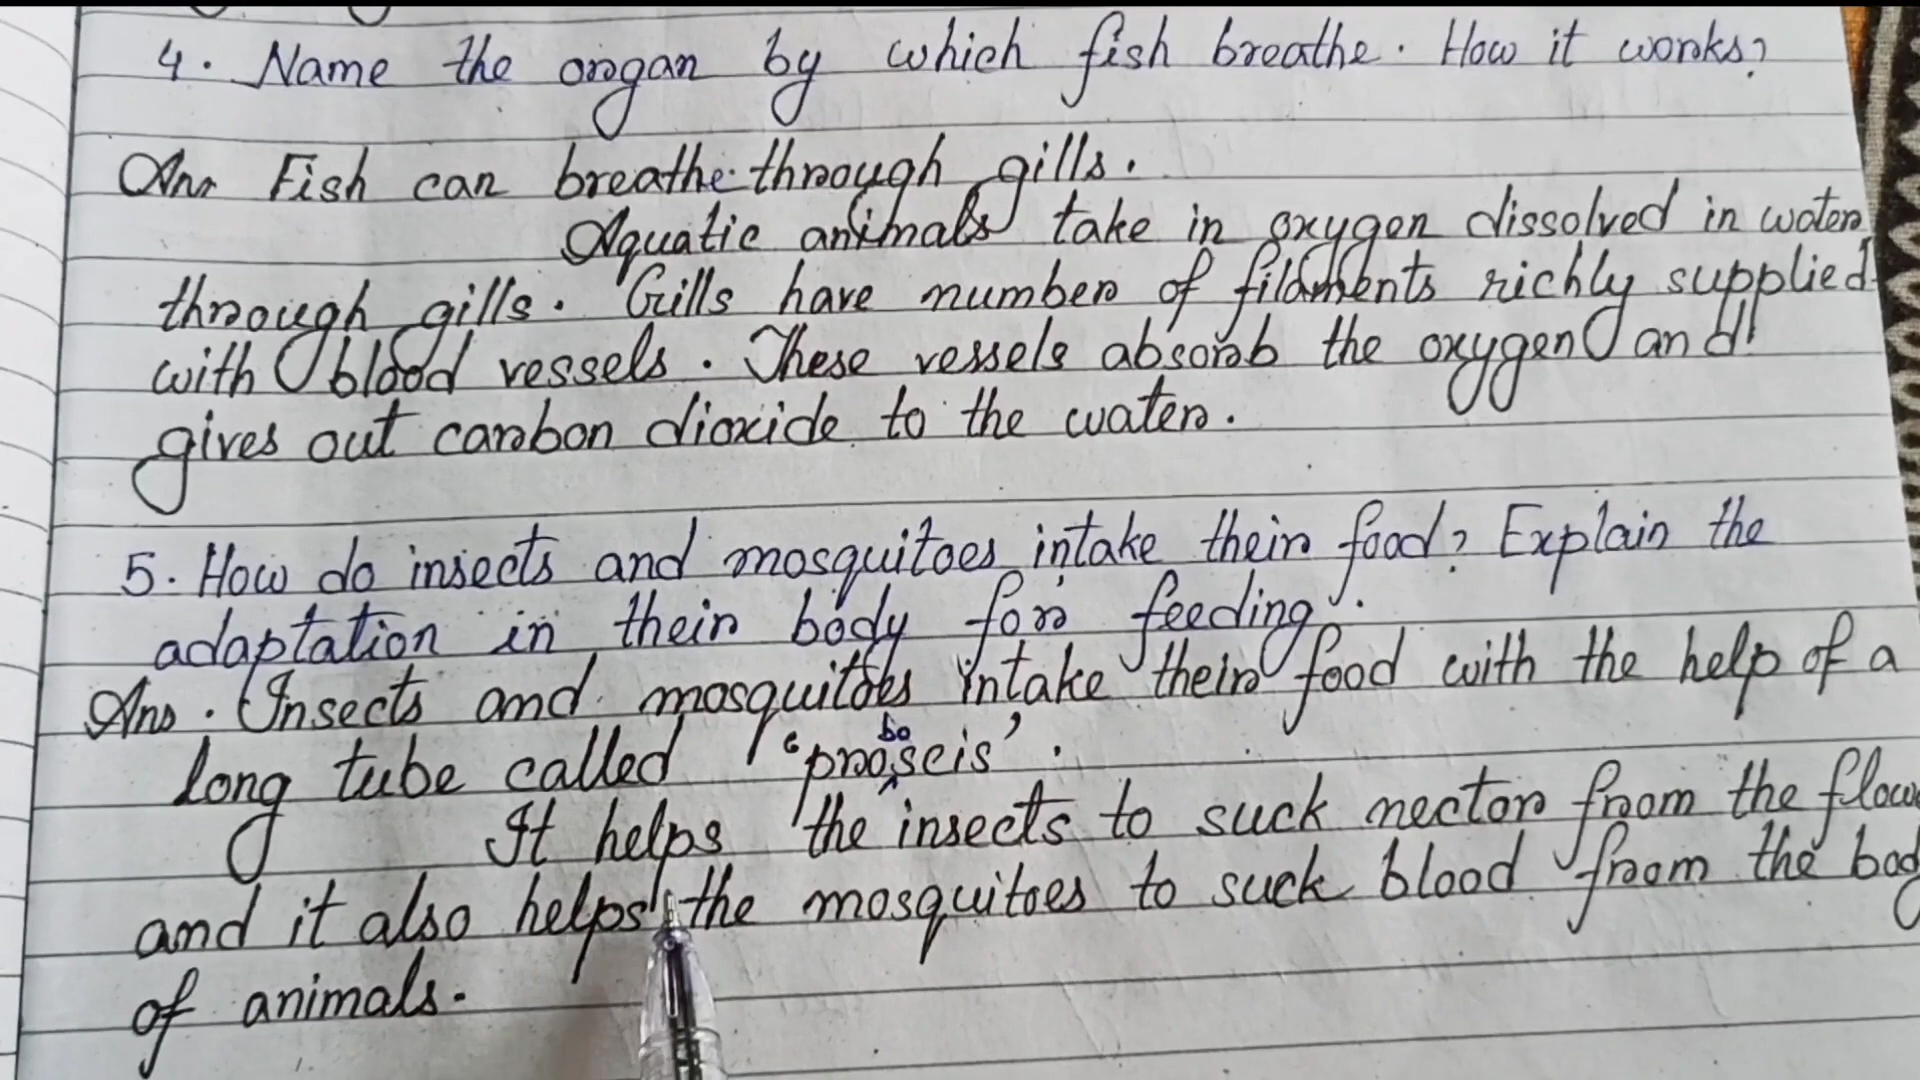 4. Name the organ by which fish breathe. How it works?
Ans Fish can breathe through gills.
Aquatic animals take in oxygen dissolved in water
through gills. Gills have number of filaments richly supplied
with blood vessels. These vessels absorb the oxygen and
gives out carbon dioxide to the water.
5. How do insects and mosquitoes intake their food? Explain the
adaptation in their body for feeding.
Ans. Insects and mosquitoes intake their food with the help of a
long tube called 'proboscis'.
It helps the insects to suck nector from the flow
and it also helps the mosquitoes to suck blood from the bod
of animals.